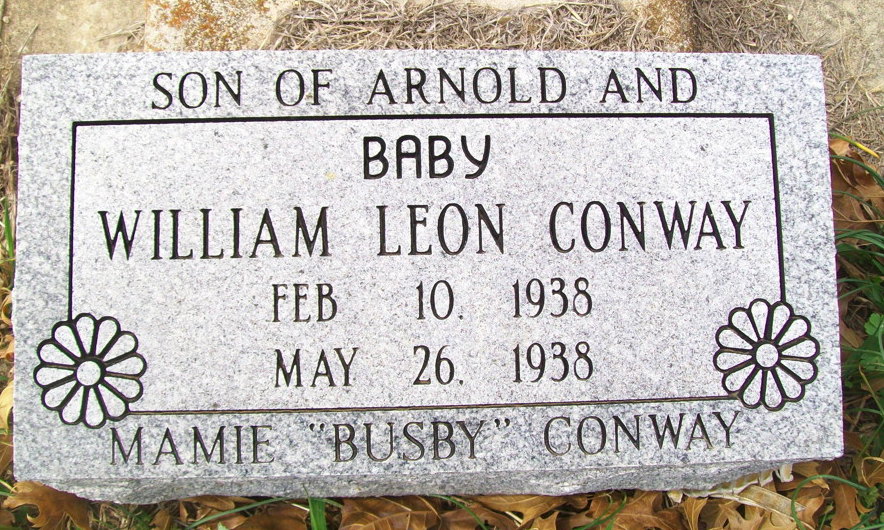 SON OF ARNOLD AND
BABY
WILLIAM LEON CONWAY
FEB 10. 1938
MAY 26. 1938
MAMIE "BUSBY" CONWAY